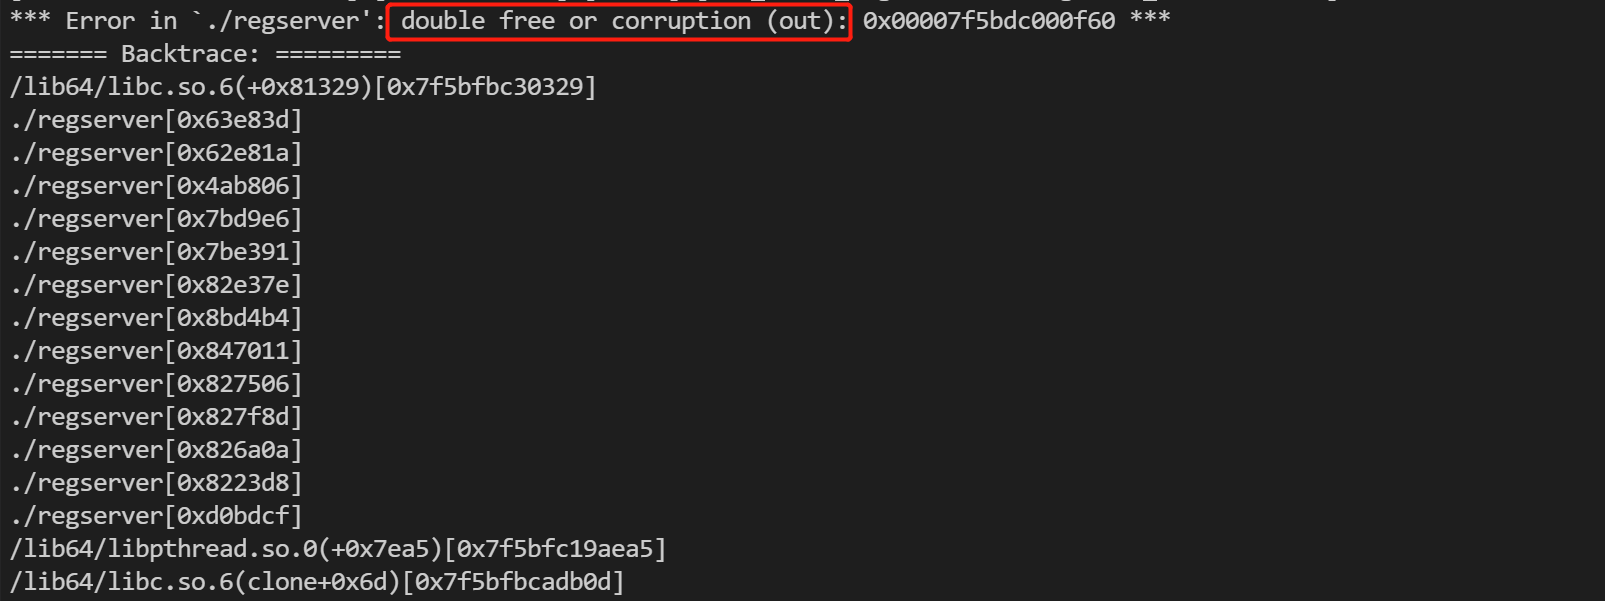 *** Error in `./regserver': double free or corruption (out): 0x00007f5bdc000f60 ***
======= Backtrace: =========
/lib64/libc.so.6(+0x81329)[0x7f5bfbc30329]
./regserver[0x63e83d]
./regserver[0x62e81a]
./regserver[0x4ab806]
./regserver[0x7bd9e6]
./regserver[0x7be391]
./regserver[0x82e37e]
./regserver[0x8bd4b4]
./regserver[0x847011]
./regserver[0x827506]
./regserver[0x827f8d]
./regserver[0x826a0a]
./regserver[0x8223d8]
./regserver[0xd0bdcf]
/lib64/libpthread.so.0(+0x7ea5)[0x7f5bfc19aea5]
/lib64/libc.so.6(clone+0x6d)[0x7f5bfbcadb0d]